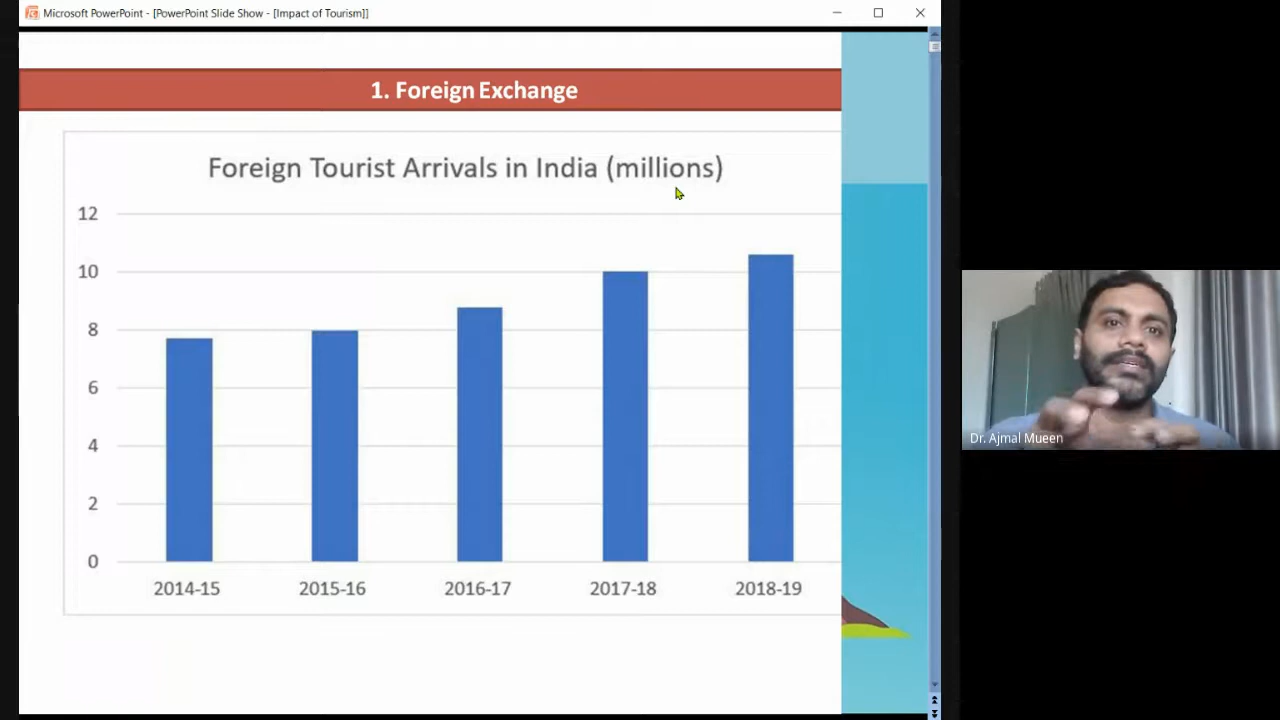 Microsoft PowerPoint - [PowerPoint Slide Show - [Impact of Tourism]]
1. Foreign Exchange
Foreign Tourist Arrivals in India (millions)
12
10
8
6
4
2
0
2014-15 2015-16 2016-17 2017-18 2018-19
Dr. Ajmal Mueen